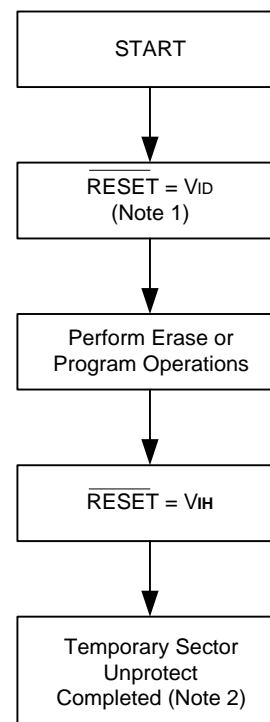 START
RESET = VID
(Note 1)
Perform Erase or
Program Operations
RESET = VIH
Temporary Sector
Unprotect
Completed (Note 2)